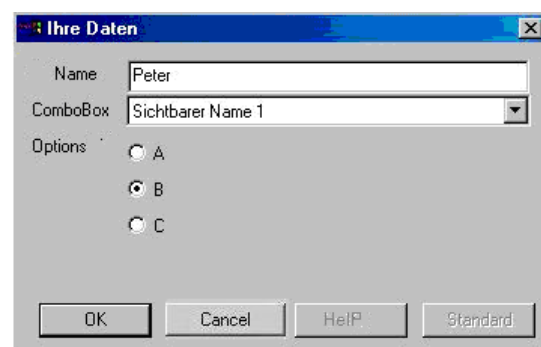 Ihre Daten
Name Peter
ComboBox Sichtbarer Name 1
Options A
B
C
OK Cancel HelP Standard